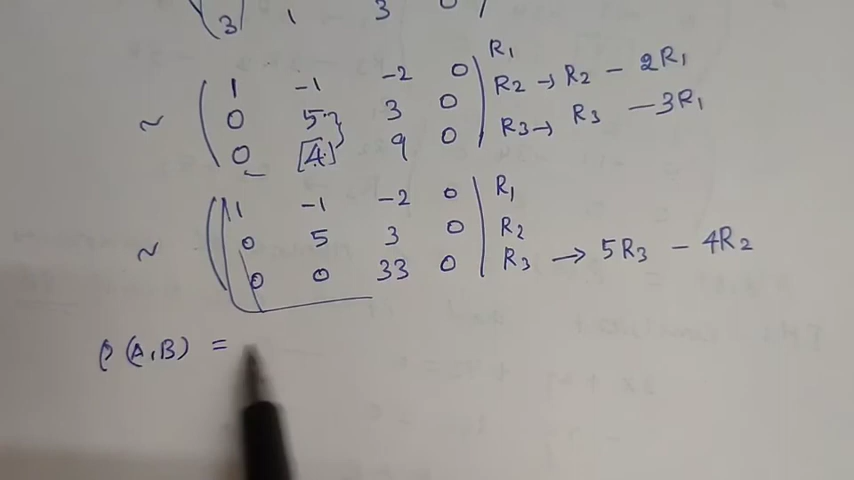 (3 1 3 0)
1 -1 -2 0 R1
~ 0 5 3 0 R2 → R2 - 2R1
0 [4] 9 0 R3 → R3 - 3R1
1 -1 -2 0 R1
~ 0 5 3 0 R2
0 0 33 0 R3 → 5R3 - 4R2
ρ(A,B) =